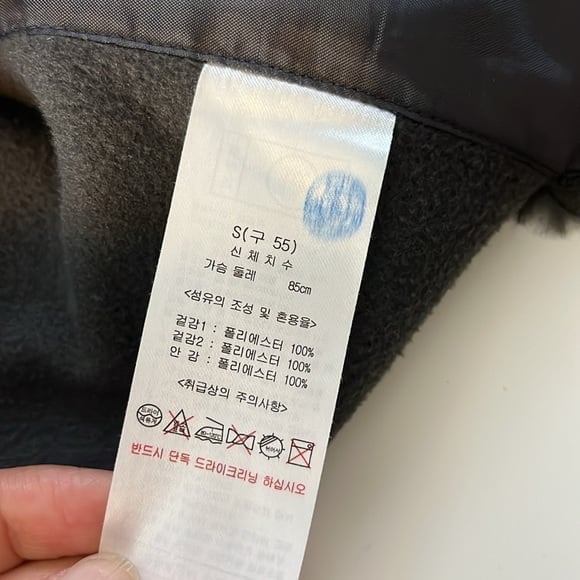 S(구 55)
신 체 치 수
가슴 둘레 85cm
<섬유의 조성 및 혼용율>
겉감1 : 폴리에스터 100%
겉감2 : 폴리에스터 100%
안 감 : 폴리에스터 100%
<취급상의 주의사항>
드라이
반드시 단독 드라이크리닝 하십시오